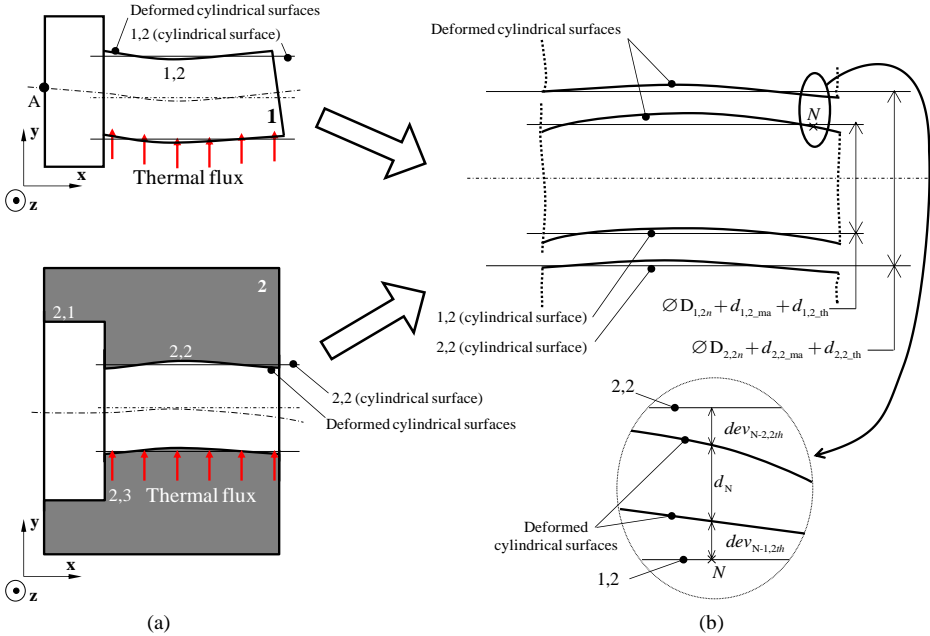 Deformed cylindrical surfaces
1,2 (cylindrical surface)
1,2
A
1
y
x
z
Thermal flux
2
2,1
2,2
2,2 (cylindrical surface)
Deformed cylindrical surfaces
2,3
Thermal flux
y
x
z
(a)
Deformed cylindrical surfaces
N
1,2 (cylindrical surface)
2,2 (cylindrical surface)
∅D1,2n + d1,2_ma + d1,2_th
∅D2,2n + d2,2_ma + d2,2_th
2,2
devN-2,2th
dN
Deformed
cylindrical surfaces
devN-1,2th
1,2
N
(b)